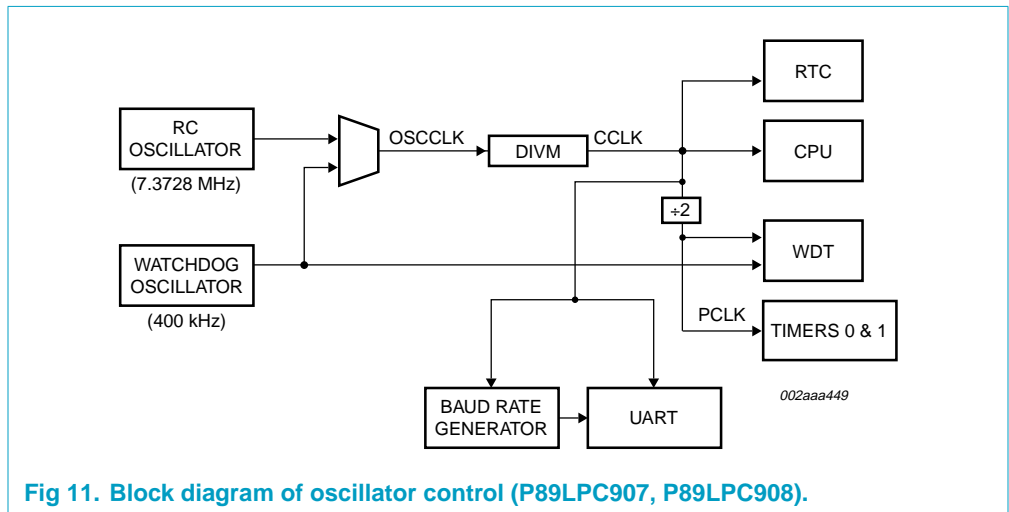 RTC
RC
OSCILLATOR
(7.3728 MHz)
OSCCLK
DIVM
CCLK
CPU
÷2
WATCHDOG
OSCILLATOR
(400 kHz)
WDT
PCLK
TIMERS 0 & 1
BAUD RATE
GENERATOR
UART
002aaa449
Fig 11. Block diagram of oscillator control (P89LPC907, P89LPC908).